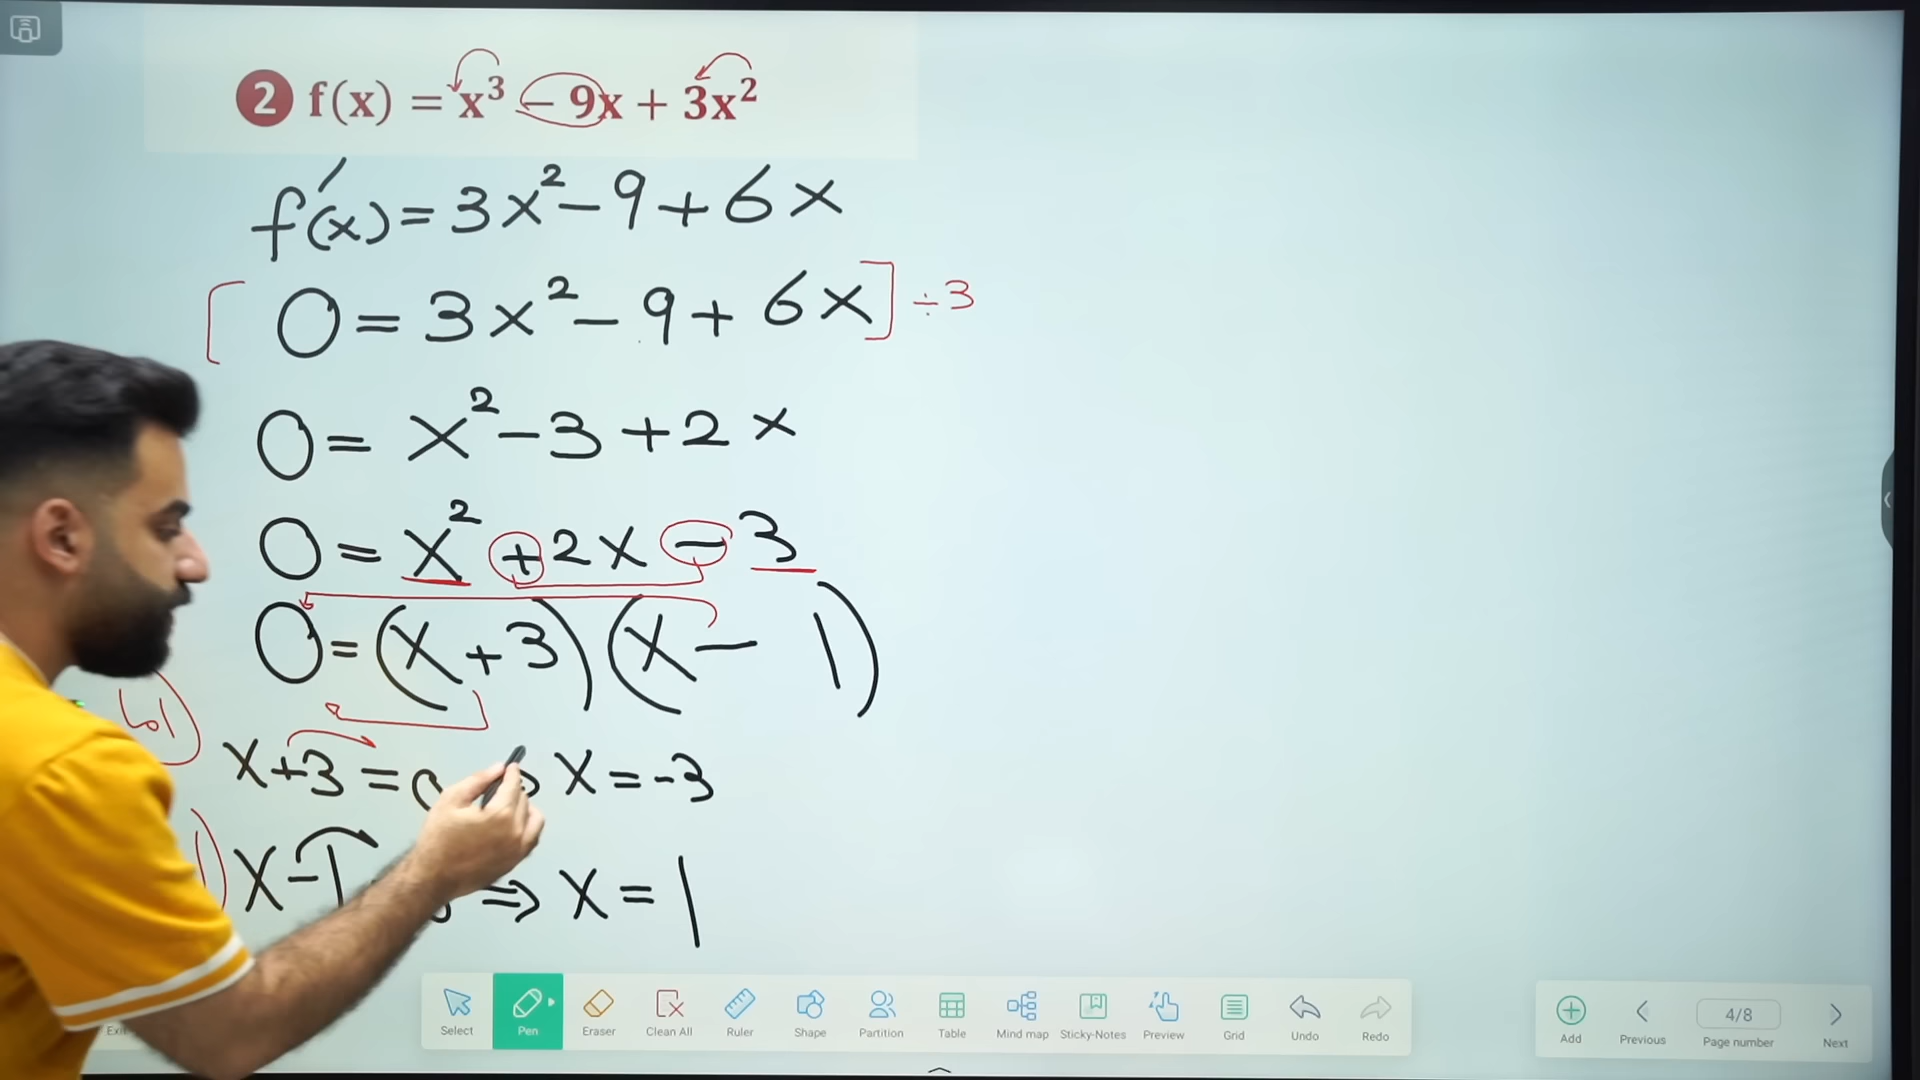 2 f(x) = x³ − 9x + 3x²
f'(x) = 3x² − 9 + 6x
[ 0 = 3x² − 9 + 6x ] ÷3
0 = x² − 3 + 2x
0 = x² + 2x − 3
0 = (x + 3) (x − 1)
x + 3 = 0 x = -3
x − 1 ⇒ x = 1
Exit
Select
Pen
Eraser
Clean All
Ruler
Shape
Partition
Table
Mind map
Sticky-Notes
Preview
Grid
Undo
Redo
Add
Previous
4/8
Page number
Next